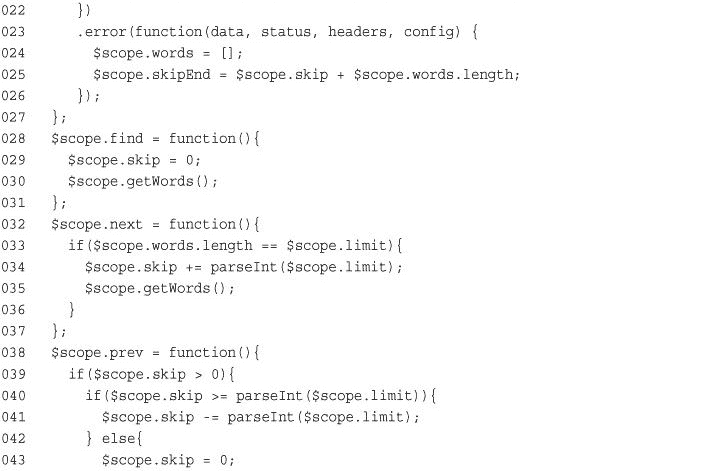 022      })
023      .error(function(data, status, headers, config) {
024        $scope.words = [];
025        $scope.skipEnd = $scope.skip + $scope.words.length;
026      });
027   };
028   $scope.find = function(){
029     $scope.skip = 0;
030     $scope.getWords();
031   };
032   $scope.next = function(){
033     if($scope.words.length == $scope.limit){
034       $scope.skip += parseInt($scope.limit);
035       $scope.getWords();
036     }
037   };
038   $scope.prev = function(){
039     if($scope.skip > 0){
040       if($scope.skip >= parseInt($scope.limit)){
041         $scope.skip -= parseInt($scope.limit);
042       } else{
043         $scope.skip = 0;